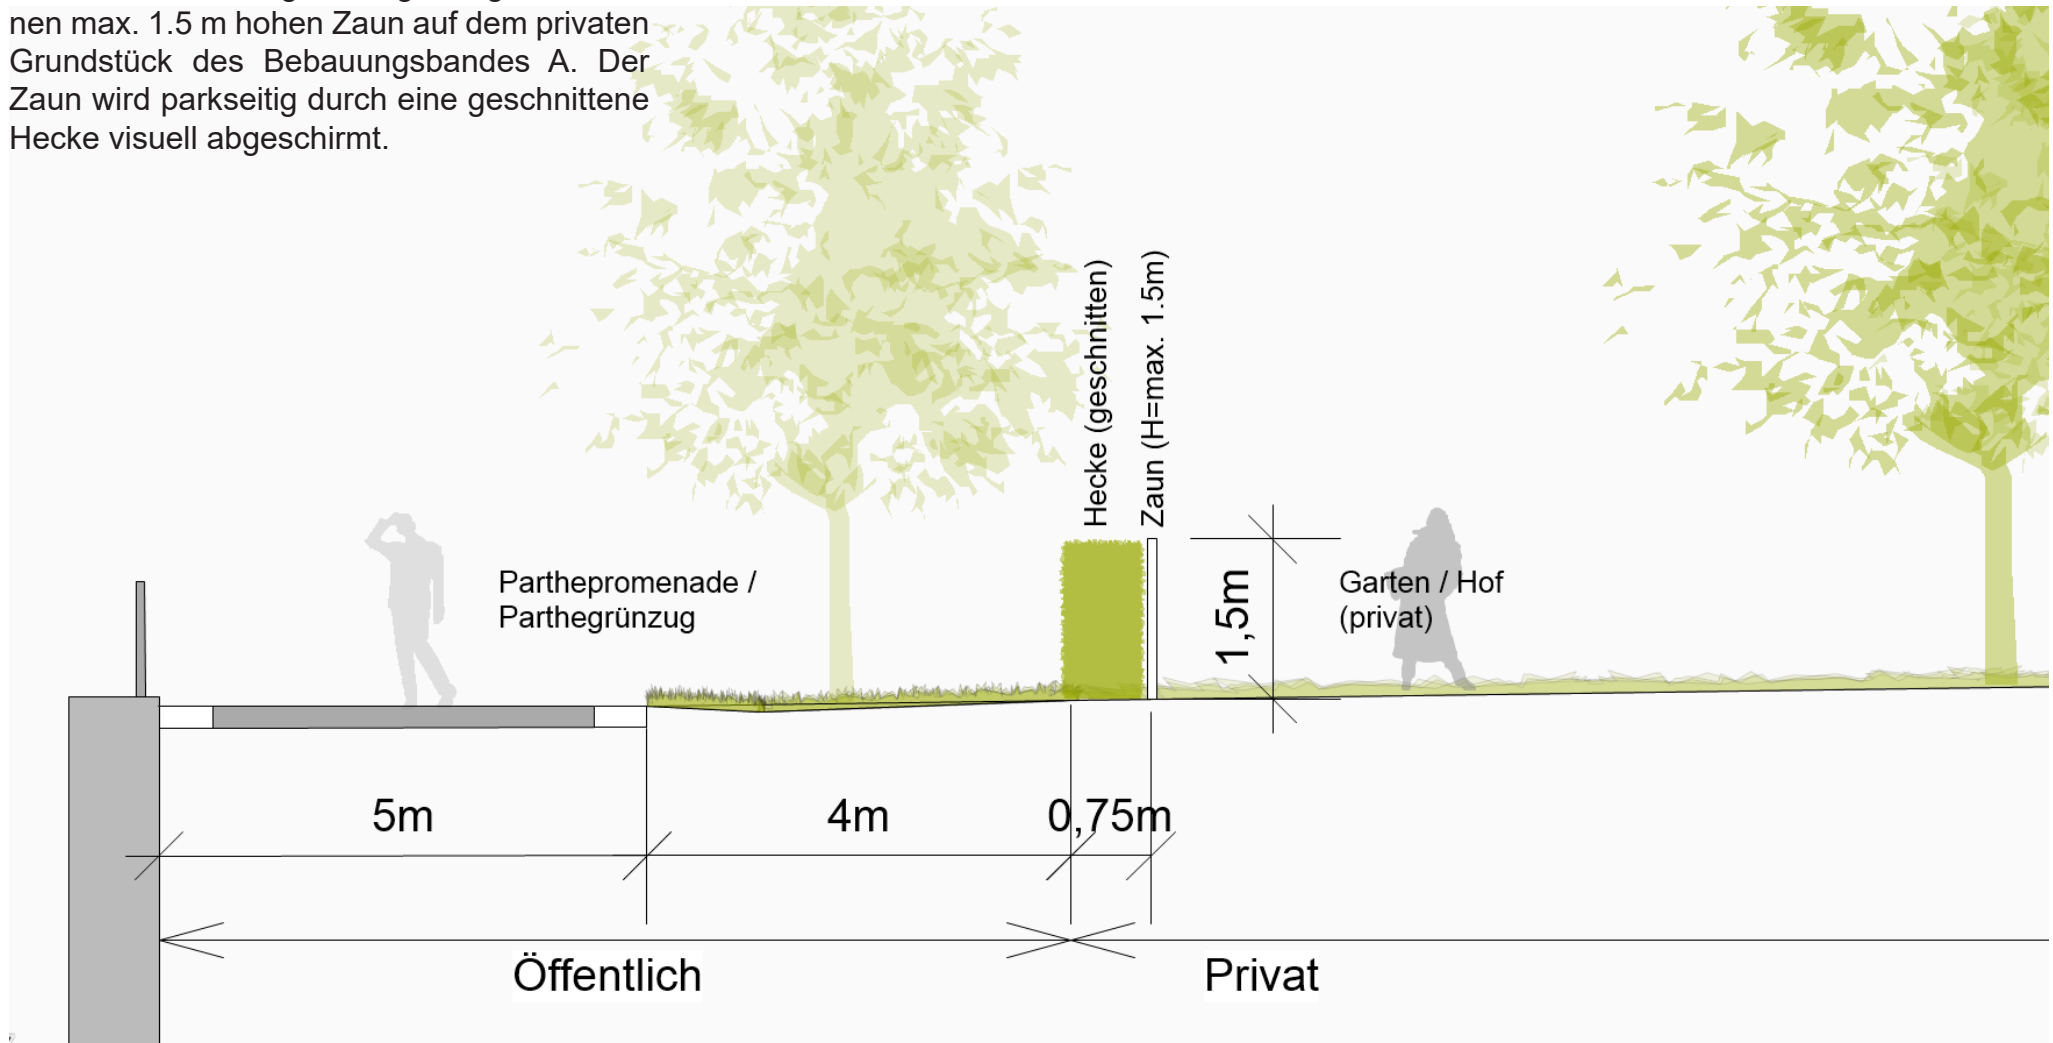 nen max. 1.5 m hohen Zaun auf dem privaten
Grundstück des Bebauungsbandes A. Der
Zaun wird parkseitig durch eine geschnittene
Hecke visuell abgeschirmt.
Hecke (geschnitten)
Zaun (H=max. 1.5m)
Parthepromenade /
Parthegrünzug
1,5m
Garten / Hof
(privat)
5m
4m
0,75m
Öffentlich
Privat